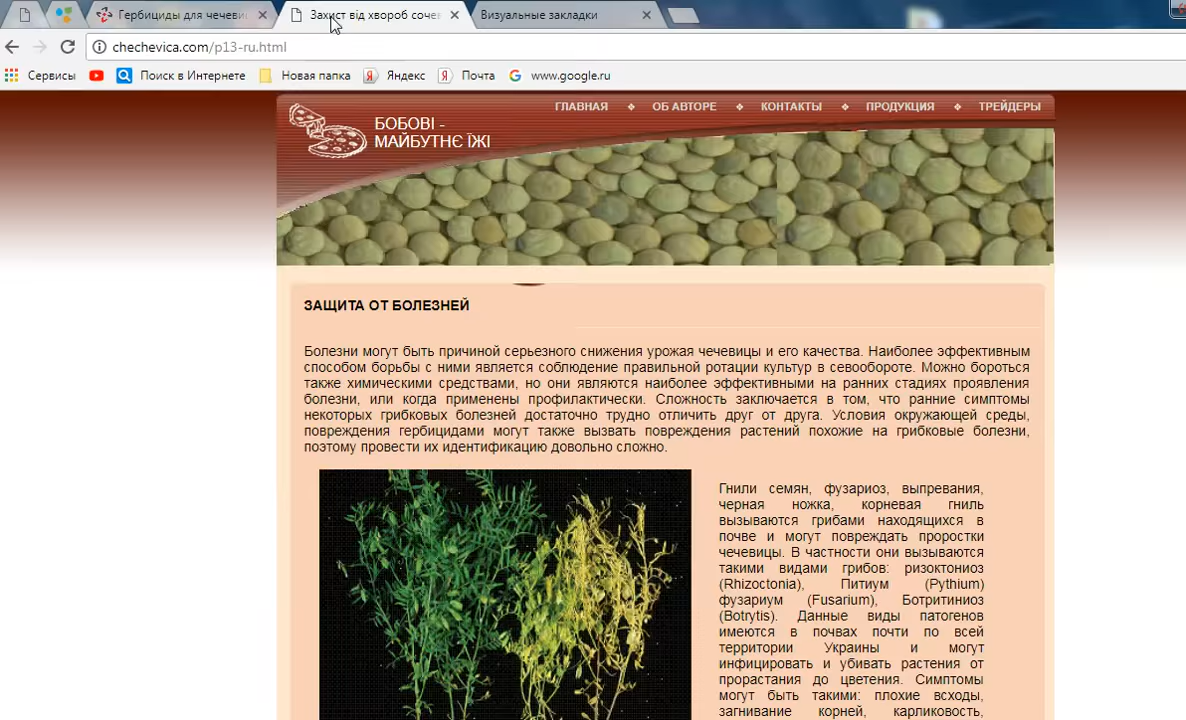 Гербициды для чечеви
Захист від хвороб сочев
Визуальные закладки
chechevica.com/p13-ru.html
Сервисы
Поиск в Интернете
Новая папка
Яндекс
Почта
www.google.ru
ГЛАВНАЯ
ОБ АВТОРЕ
КОНТАКТЫ
ПРОДУКЦИЯ
ТРЕЙДЕРЫ
БОБОВІ -
МАЙБУТНЄ ЇЖІ
ЗАЩИТА ОТ БОЛЕЗНЕЙ
Болезни могут быть причиной серьезного снижения урожая чечевицы и его качества. Наиболее эффективным
способом борьбы с ними является соблюдение правильной ротации культур в севообороте. Можно бороться
также химическими средствами, но они являются наиболее эффективными на ранних стадиях проявления
болезни, или когда применены профилактически. Сложность заключается в том, что ранние симптомы
некоторых грибковых болезней достаточно трудно отличить друг от друга. Условия окружающей среды,
повреждения гербицидами могут также вызвать повреждения растений похожие на грибковые болезни,
поэтому провести их идентификацию довольно сложно.
Гнили семян, фузариоз, выпревания,
черная ножка, корневая гниль
вызываются грибами находящихся в
почве и могут повреждать проростки
чечевицы. В частности они вызываются
такими видами грибов: ризоктониоз
(Rhizoctonia), Питиум (Pythium)
фузариум (Fusarium), Ботритиниоз
(Botrytis). Данные виды патогенов
имеются в почвах почти по всей
территории Украины и могут
инфицировать и убивать растения от
прорастания до цветения. Симптомы
могут быть такими: плохие всходы,
загнивание корней, карликовость,